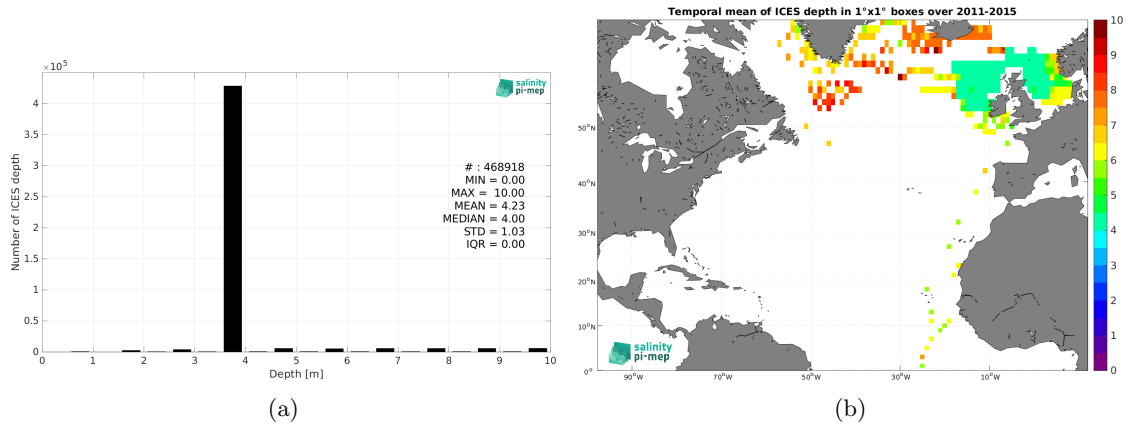 ×10⁵
4
3.5
3
2.5
2
1.5
1
0.5
0
Number of ICES depth
0 1 2 3 4 5 6 7 8 9 10
Depth [m]
salinity
pi-mep
# : 468918
MIN = 0.00
MAX = 10.00
MEAN = 4.23
MEDIAN = 4.00
STD = 1.03
IQR = 0.00
(a)
Temporal mean of ICES depth in 1°x1° boxes over 2011-2015
50°N
40°N
30°N
20°N
10°N
0°
90°W 70°W 50°W 30°W 10°W
salinity
pi-mep
10
9
8
7
6
5
4
3
2
1
0
(b)